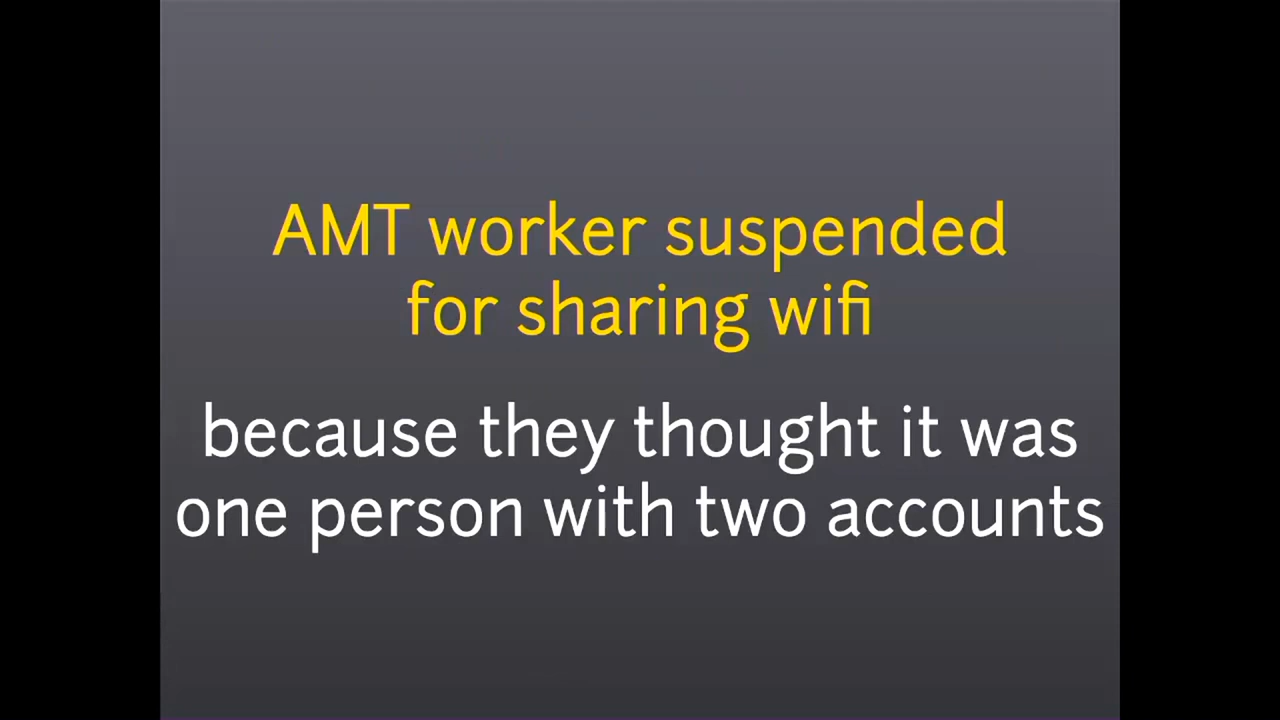 AMT worker suspended
for sharing wifi
because they thought it was
one person with two accounts